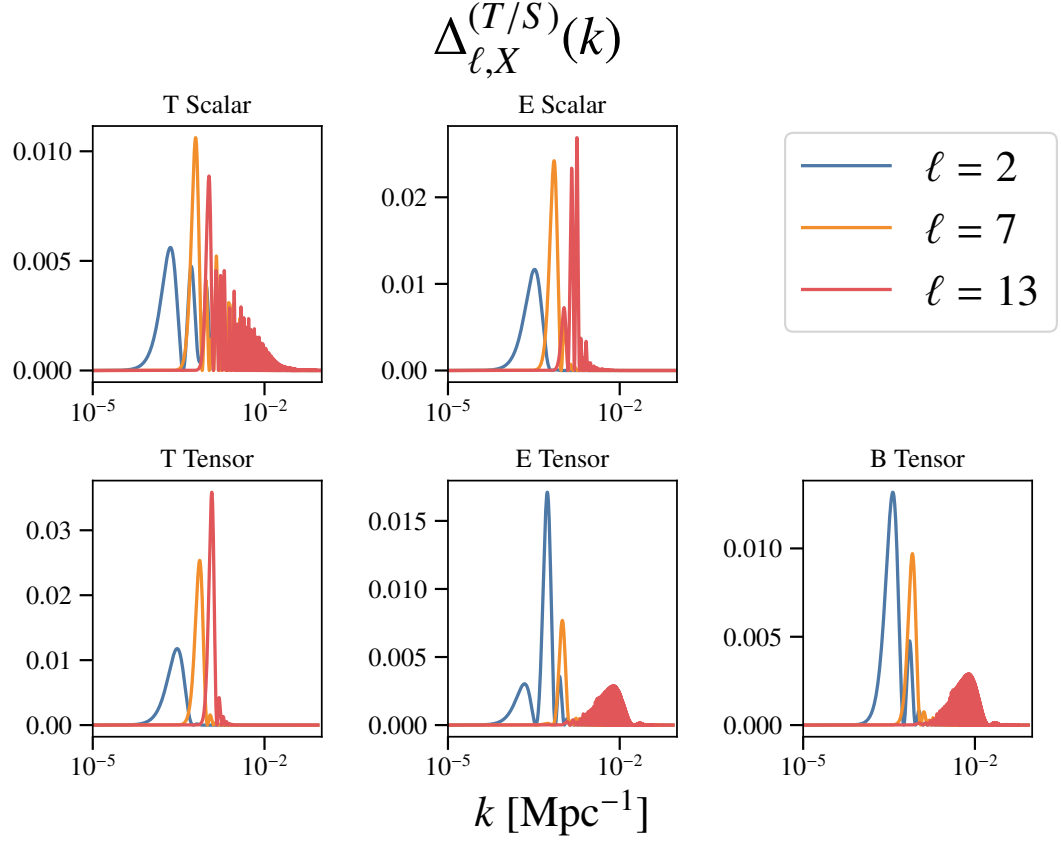 Δ_{ℓ,X}^{(T/S)}(k)
T Scalar
0.010
0.005
0.000
10⁻⁵
10⁻²
E Scalar
0.02
0.01
0.00
10⁻⁵
10⁻²
ℓ = 2
ℓ = 7
ℓ = 13
T Tensor
0.03
0.02
0.01
0.00
10⁻⁵
10⁻²
E Tensor
0.015
0.010
0.005
0.000
10⁻⁵
10⁻²
B Tensor
0.010
0.005
0.000
10⁻⁵
10⁻²
k [Mpc⁻¹]